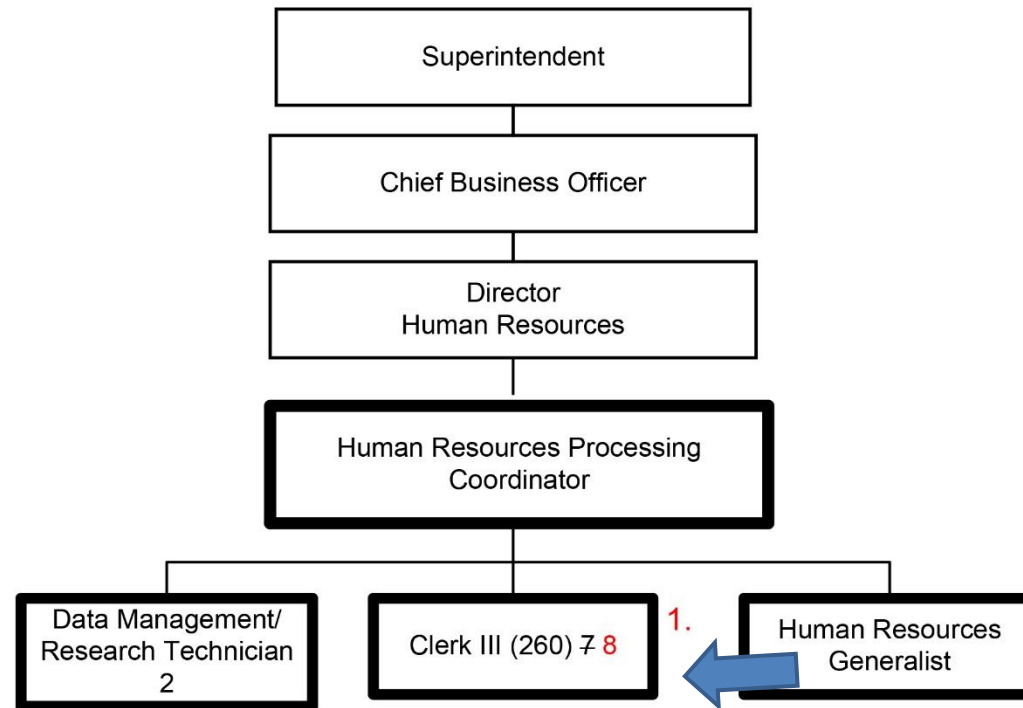 Superintendent
Chief Business Officer
Director
Human Resources
Human Resources Processing
Coordinator
Data Management/
Research Technician
2
Clerk III (260) 7 8
1.
Human Resources
Generalist